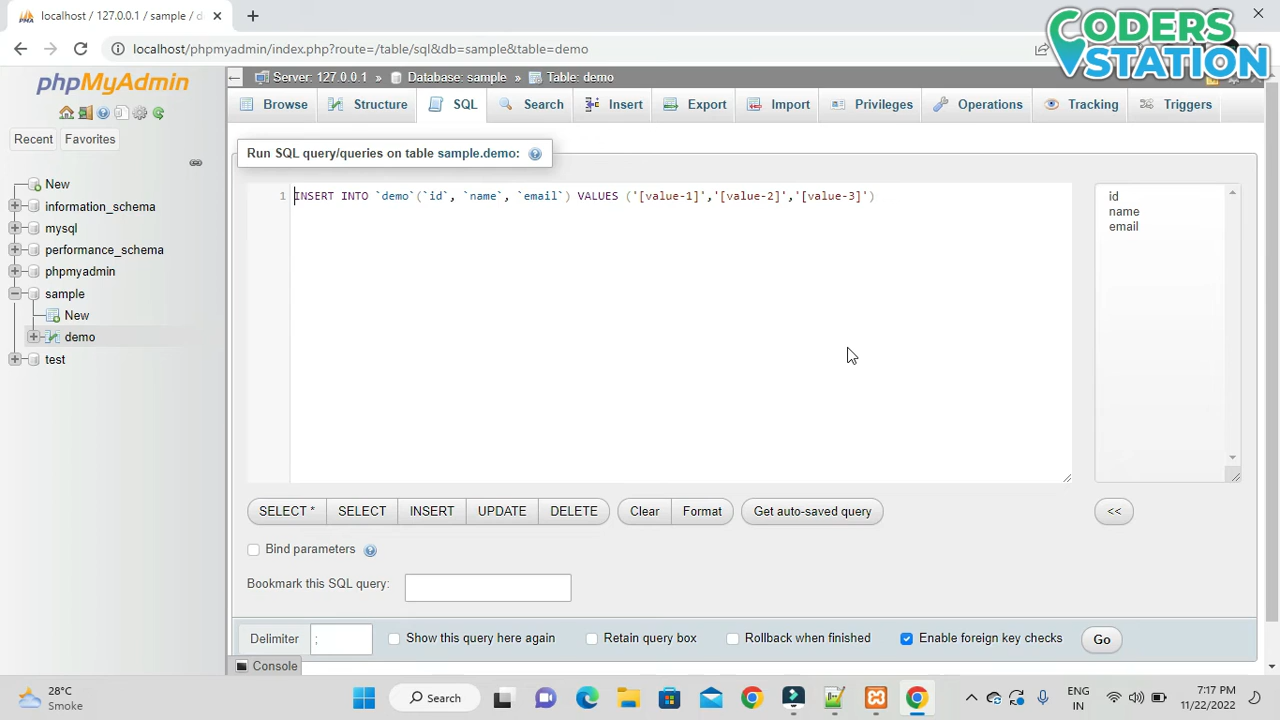 localhost / 127.0.0.1 / sample / d
localhost/phpmyadmin/index.php?route=/table/sql&db=sample&table=demo
CODERS
STATION
phpMyAdmin
Recent
Favorites
New
information_schema
mysql
performance_schema
phpmyadmin
sample
New
demo
test
Server: 127.0.0.1 » Database: sample » Table: demo
Browse
Structure
SQL
Search
Insert
Export
Import
Privileges
Operations
Tracking
Triggers
Run SQL query/queries on table sample.demo:
1 INSERT INTO `demo`(`id`, `name`, `email`) VALUES ('[value-1]','[value-2]','[value-3]')
id
name
email
SELECT *
SELECT
INSERT
UPDATE
DELETE
Clear
Format
Get auto-saved query
<<
Bind parameters
Bookmark this SQL query:
Delimiter
;
Show this query here again
Retain query box
Rollback when finished
Enable foreign key checks
Go
Console
28°C
Smoke
Search
ENG
IN
7:17 PM
11/22/2022